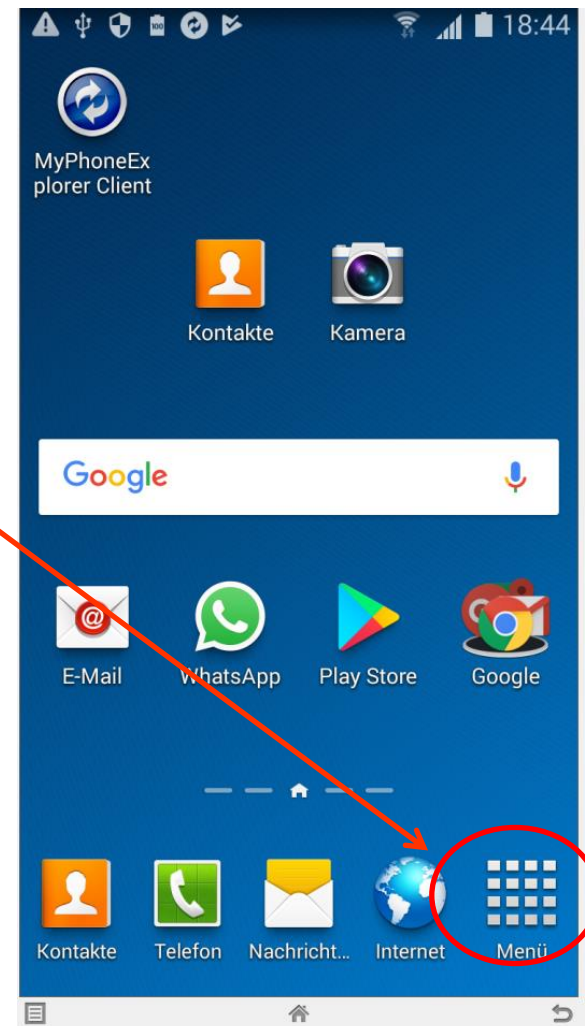 18:44
MyPhoneEx
plorer Client
Kontakte Kamera
Google
@
E-Mail WhatsApp Play Store Google
Kontakte Telefon Nachricht... Internet Menü